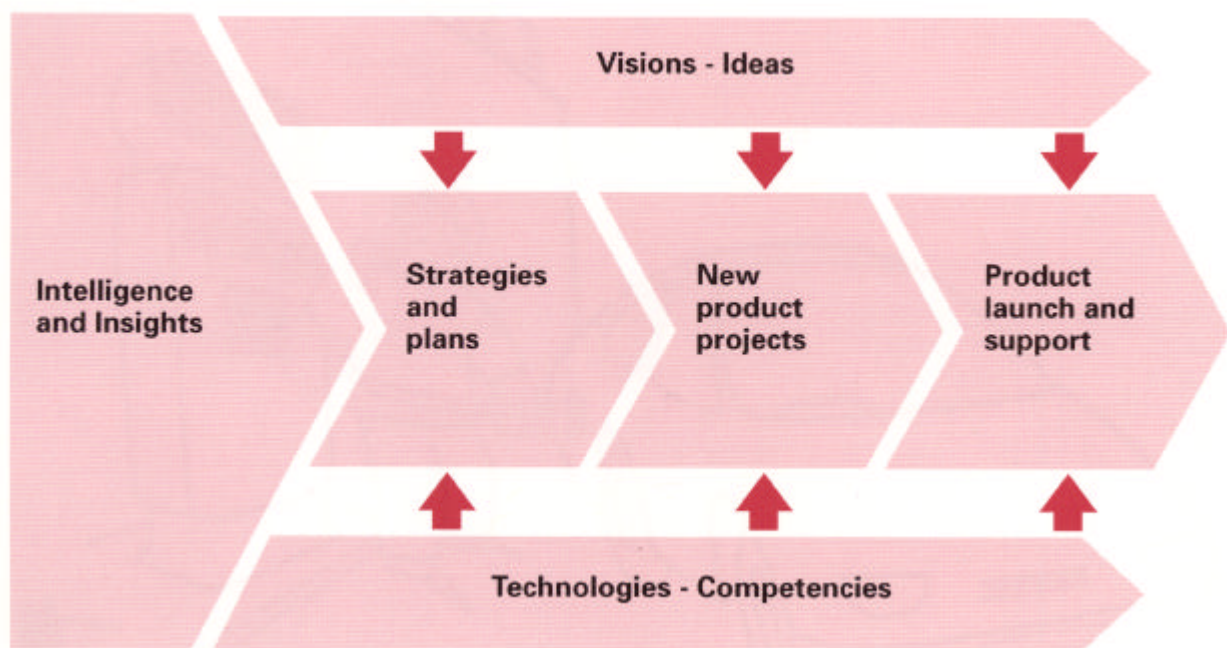 Visions - Ideas
Intelligence
and Insights
Strategies
and
plans
New
product
projects
Product
launch and
support
Technologies - Competencies